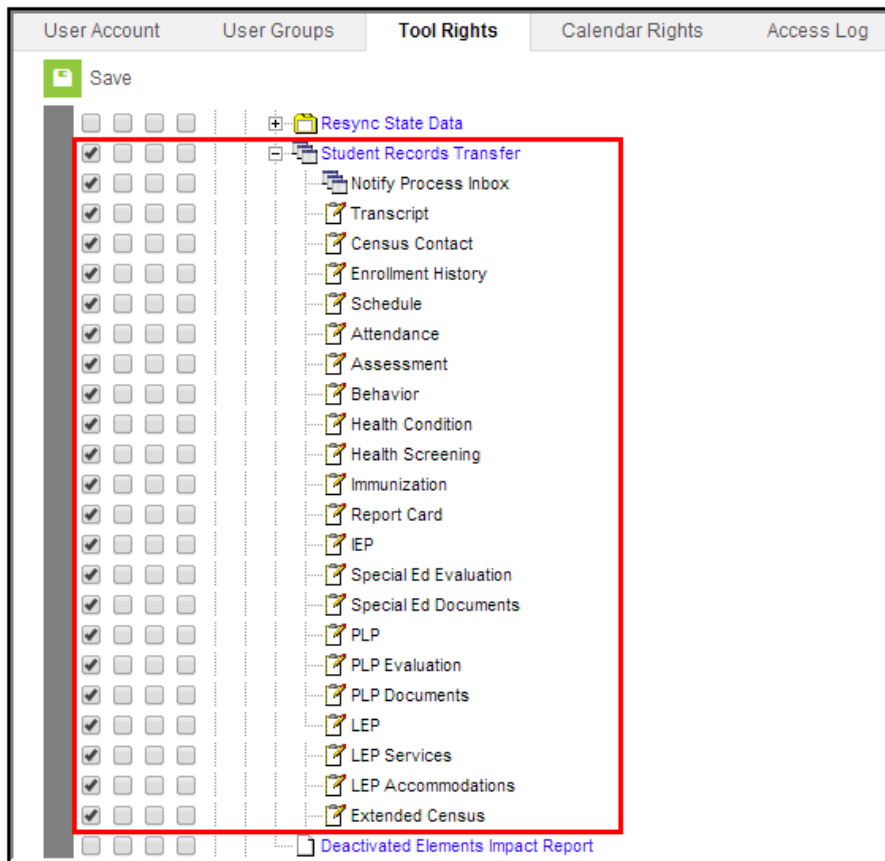 User Account User Groups Tool Rights Calendar Rights Access Log
Save
Resync State Data
Student Records Transfer
Notify Process Inbox
Transcript
Census Contact
Enrollment History
Schedule
Attendance
Assessment
Behavior
Health Condition
Health Screening
Immunization
Report Card
IEP
Special Ed Evaluation
Special Ed Documents
PLP
PLP Evaluation
PLP Documents
LEP
LEP Services
LEP Accommodations
Extended Census
Deactivated Elements Impact Report